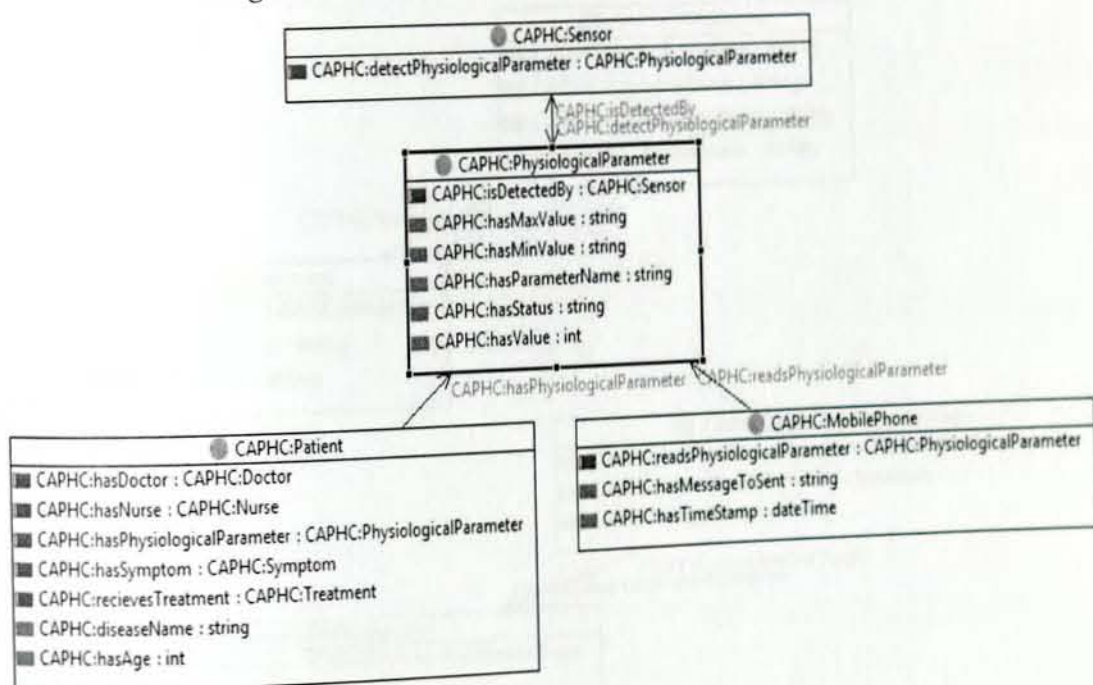 CAPHC:Sensor
CAPHC:detectPhysiologicalParameter : CAPHC:PhysiologicalParameter
CAPHC:isDetectedBy
CAPHC:detectPhysiologicalParameter
CAPHC:PhysiologicalParameter
CAPHC:isDetectedBy : CAPHC:Sensor
CAPHC:hasMaxValue : string
CAPHC:hasMinValue : string
CAPHC:hasParameterName : string
CAPHC:hasStatus : string
CAPHC:hasValue : int
CAPHC:hasPhysiologicalParameter
CAPHC:readsPhysiologicalParameter
CAPHC:Patient
CAPHC:hasDoctor : CAPHC:Doctor
CAPHC:hasNurse : CAPHC:Nurse
CAPHC:hasPhysiologicalParameter : CAPHC:PhysiologicalParameter
CAPHC:hasSymptom : CAPHC:Symptom
CAPHC:recievesTreatment : CAPHC:Treatment
CAPHC:diseaseName : string
CAPHC:hasAge : int
CAPHC:MobilePhone
CAPHC:readsPhysiologicalParameter : CAPHC:PhysiologicalParameter
CAPHC:hasMessageToSent : string
CAPHC:hasTimeStamp : dateTime